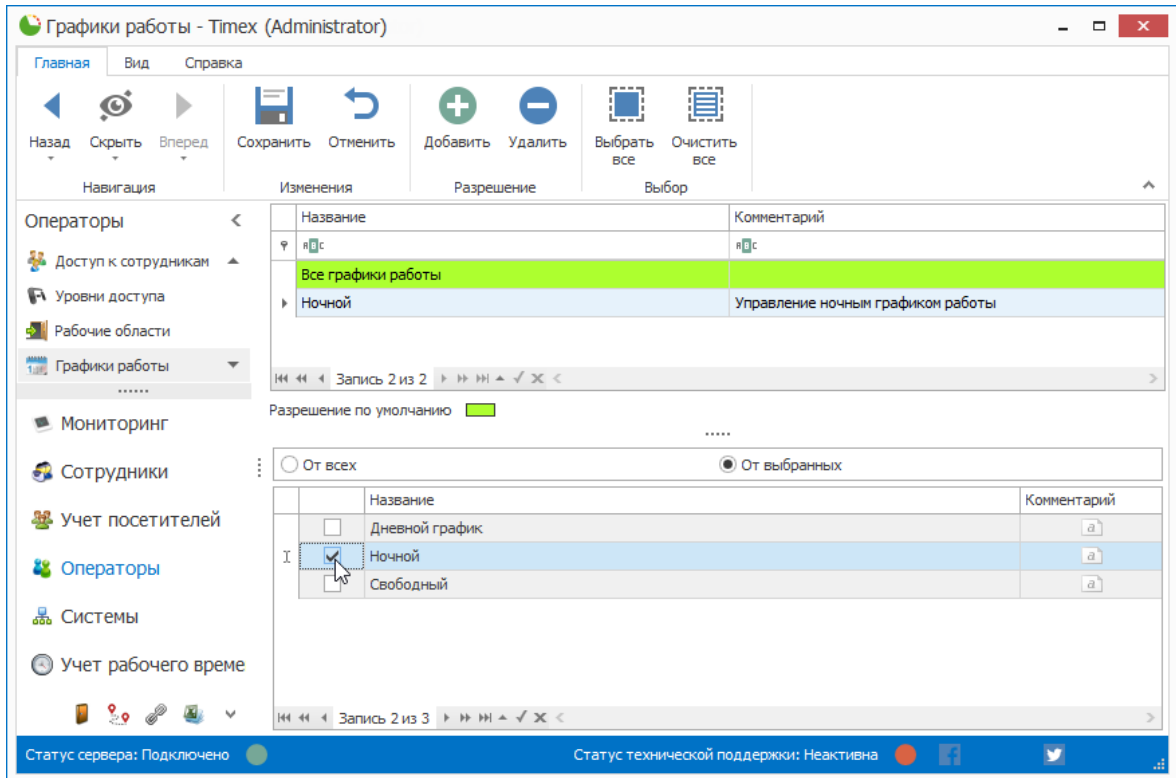 Графики работы - Timex (Administrator)
Главная Вид Справка
Назад Скрыть Вперед Сохранить Отменить Добавить Удалить Выбрать все Очистить все
Навигация Изменения Разрешение Выбор
Операторы
Доступ к сотрудникам
Уровни доступа
Рабочие области
Графики работы
Мониторинг
Сотрудники
Учет посетителей
Операторы
Системы
Учет рабочего време
Название Комментарий
Все графики работы
Ночной Управление ночным графиком работы
Запись 2 из 2
Разрешение по умолчанию
От всех От выбранных
Название Комментарий
Дневной график
Ночной
Свободный
Запись 2 из 3
Статус сервера: Подключено Статус технической поддержки: Неактивна